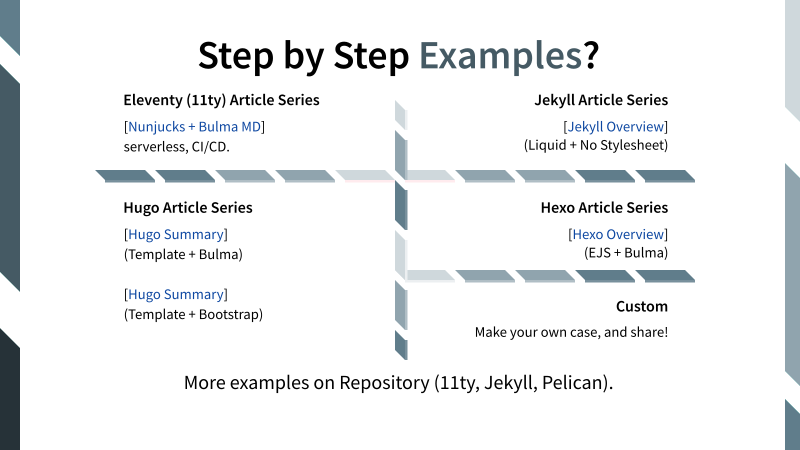 Step by Step Examples?
Eleventy (11ty) Article Series
[Nunjucks + Bulma MD]
serverless, CI/CD.
Jekyll Article Series
[Jekyll Overview]
(Liquid + No Stylesheet)
Hugo Article Series
[Hugo Summary]
(Template + Bulma)
[Hugo Summary]
(Template + Bootstrap)
Hexo Article Series
[Hexo Overview]
(EJS + Bulma)
Custom
Make your own case, and share!
More examples on Repository (11ty, Jekyll, Pelican).